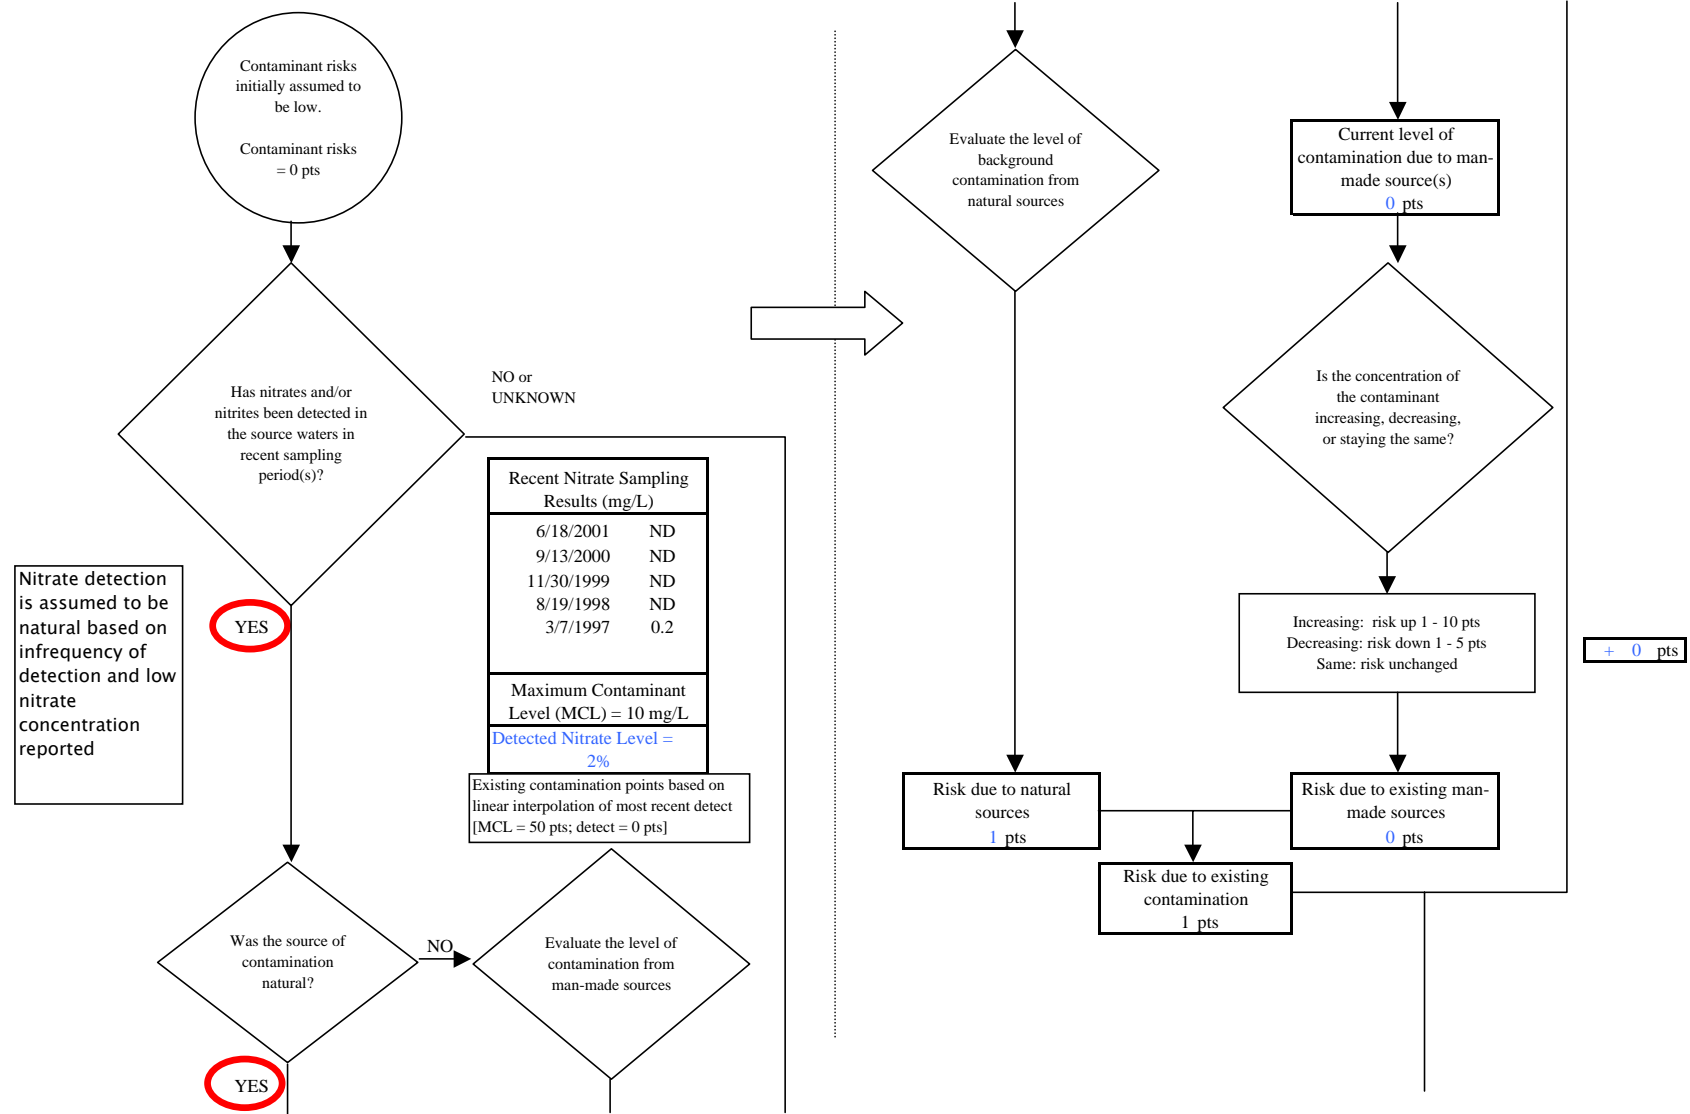 Contaminant risks
initially assumed to
be low.
Contaminant risks
= 0 pts
Has nitrates and/or
nitrites been detected in
the source waters in
recent sampling
period(s)?
NO or
UNKNOWN
Recent Nitrate Sampling
Results (mg/L)
6/18/2001 ND
9/13/2000 ND
11/30/1999 ND
8/19/1998 ND
3/7/1997 0.2
Maximum Contaminant
Level (MCL) = 10 mg/L
Detected Nitrate Level =
2%
Existing contamination points based on
linear interpolation of most recent detect
[MCL = 50 pts; detect = 0 pts]
Nitrate detection
is assumed to be
natural based on
infrequency of
detection and low
nitrate
concentration
reported
YES
Was the source of
contamination
natural?
NO
Evaluate the level of
contamination from
man-made sources
YES
Evaluate the level of
background
contamination from
natural sources
Current level of
contamination due to man-
made source(s)
0 pts
Is the concentration of
the contaminant
increasing, decreasing,
or staying the same?
Increasing: risk up 1 - 10 pts
Decreasing: risk down 1 - 5 pts
Same: risk unchanged
+ 0 pts
Risk due to natural
sources
1 pts
Risk due to existing man-
made sources
0 pts
Risk due to existing
contamination
1 pts